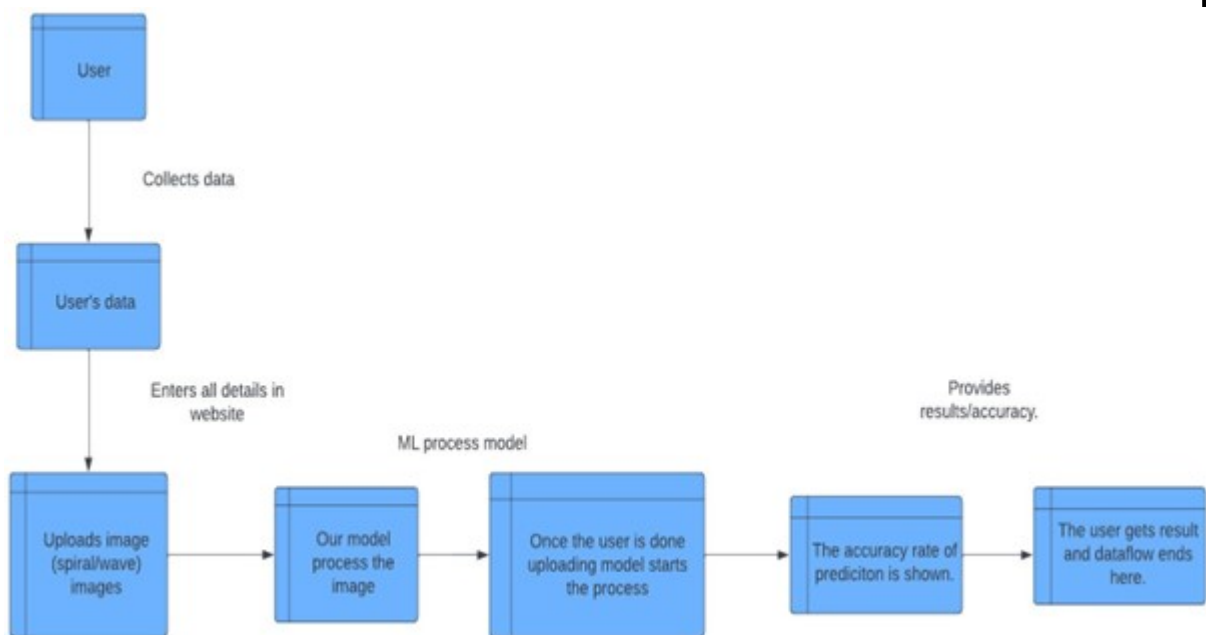 User
Collects data
User's data
Enters all details in
website
Provides
results/accuracy.
ML process model
Uploads image
(spiral/wave)
images
Our model
process the
image
Once the user is done
uploading model starts
the process
The accuracy rate of
prediciton is shown.
The user gets result
and dataflow ends
here.